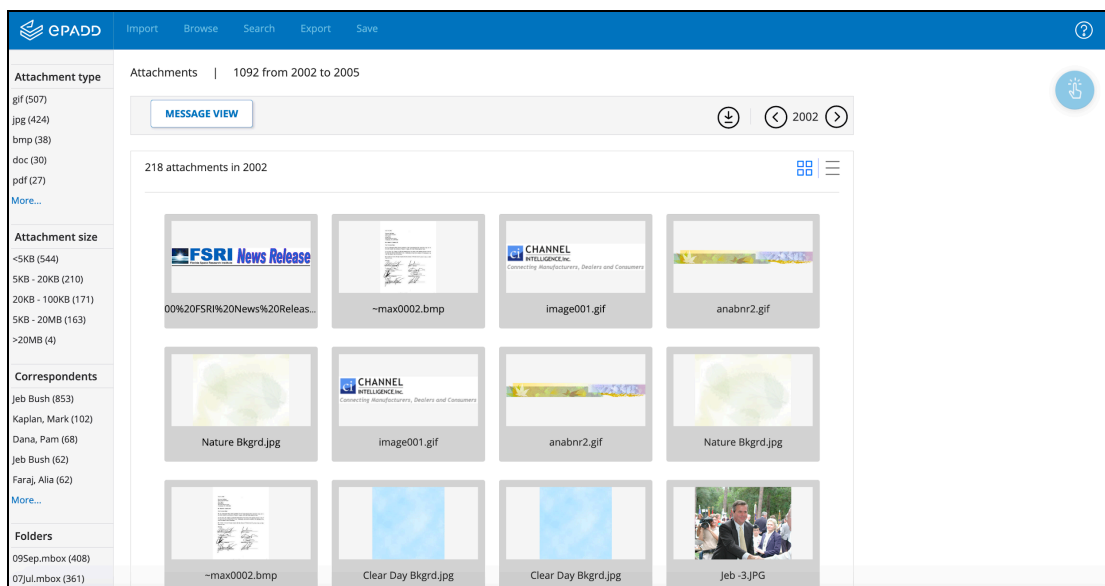 ePADD
Import Browse Search Export Save
Attachment type
gif (507)
jpg (424)
bmp (38)
doc (30)
pdf (27)
More...
Attachment size
<5KB (544)
5KB - 20KB (210)
20KB - 100KB (171)
5KB - 20MB (163)
>20MB (4)
Correspondents
Jeb Bush (853)
Kaplan, Mark (102)
Dana, Pam (68)
Jeb Bush (62)
Faraj, Alia (62)
More...
Folders
09Sep.mbox (408)
07Jul.mbox (361)
Attachments | 1092 from 2002 to 2005
MESSAGE VIEW
2002
218 attachments in 2002
FSRI News Release
00%20FSRI%20News%20Releas...
~max0002.bmp
ci CHANNEL
INTELLIGENCE, Inc.
Connecting Manufacturers, Dealers and Consumers
image001.gif
anabnr2.gif
Nature Bkgrd.jpg
ci CHANNEL
INTELLIGENCE, Inc.
Connecting Manufacturers, Dealers and Consumers
image001.gif
anabnr2.gif
Nature Bkgrd.jpg
~max0002.bmp
Clear Day Bkgrd.jpg
Clear Day Bkgrd.jpg
Jeb -3.JPG